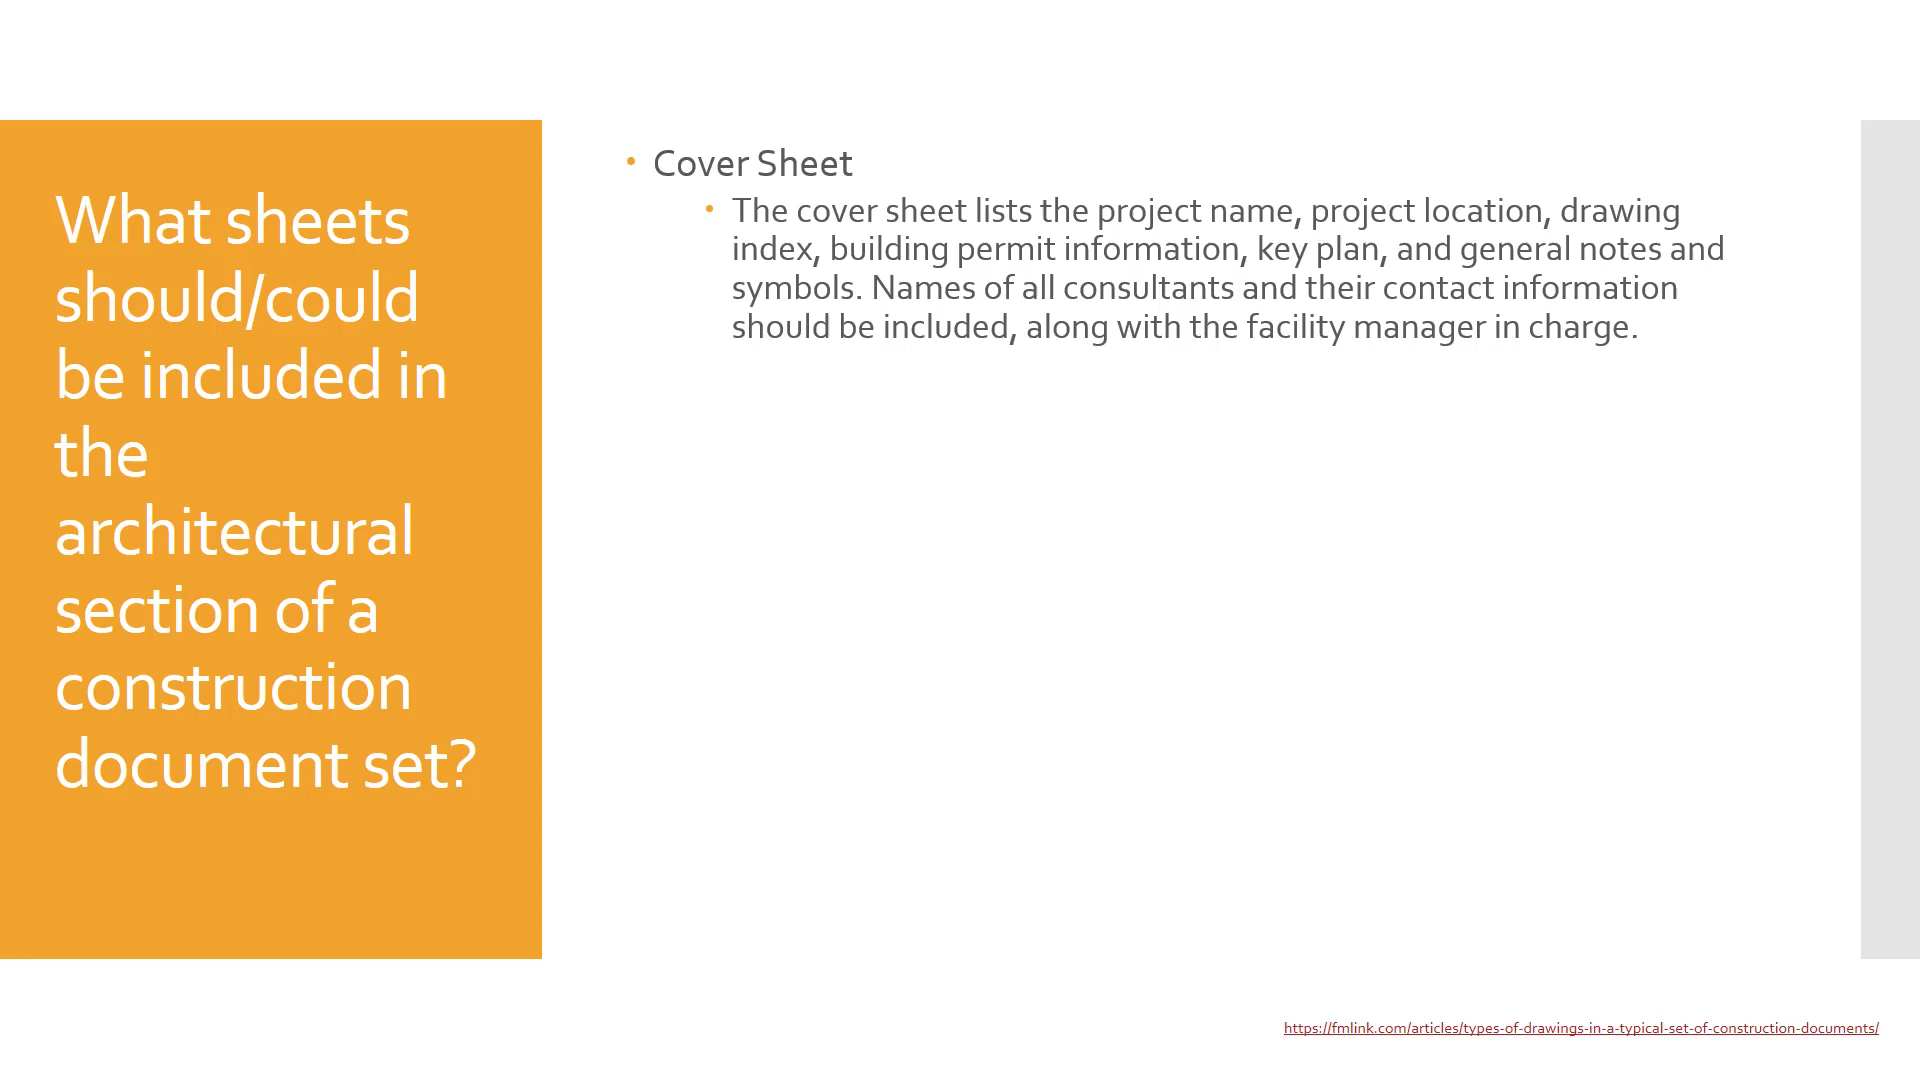 What sheets
should/could
be included in
the
architectural
section of a
construction
document set?
• Cover Sheet
• The cover sheet lists the project name, project location, drawing
index, building permit information, key plan, and general notes and
symbols. Names of all consultants and their contact information
should be included, along with the facility manager in charge.
https://fmlink.com/articles/types-of-drawings-in-a-typical-set-of-construction-documents/